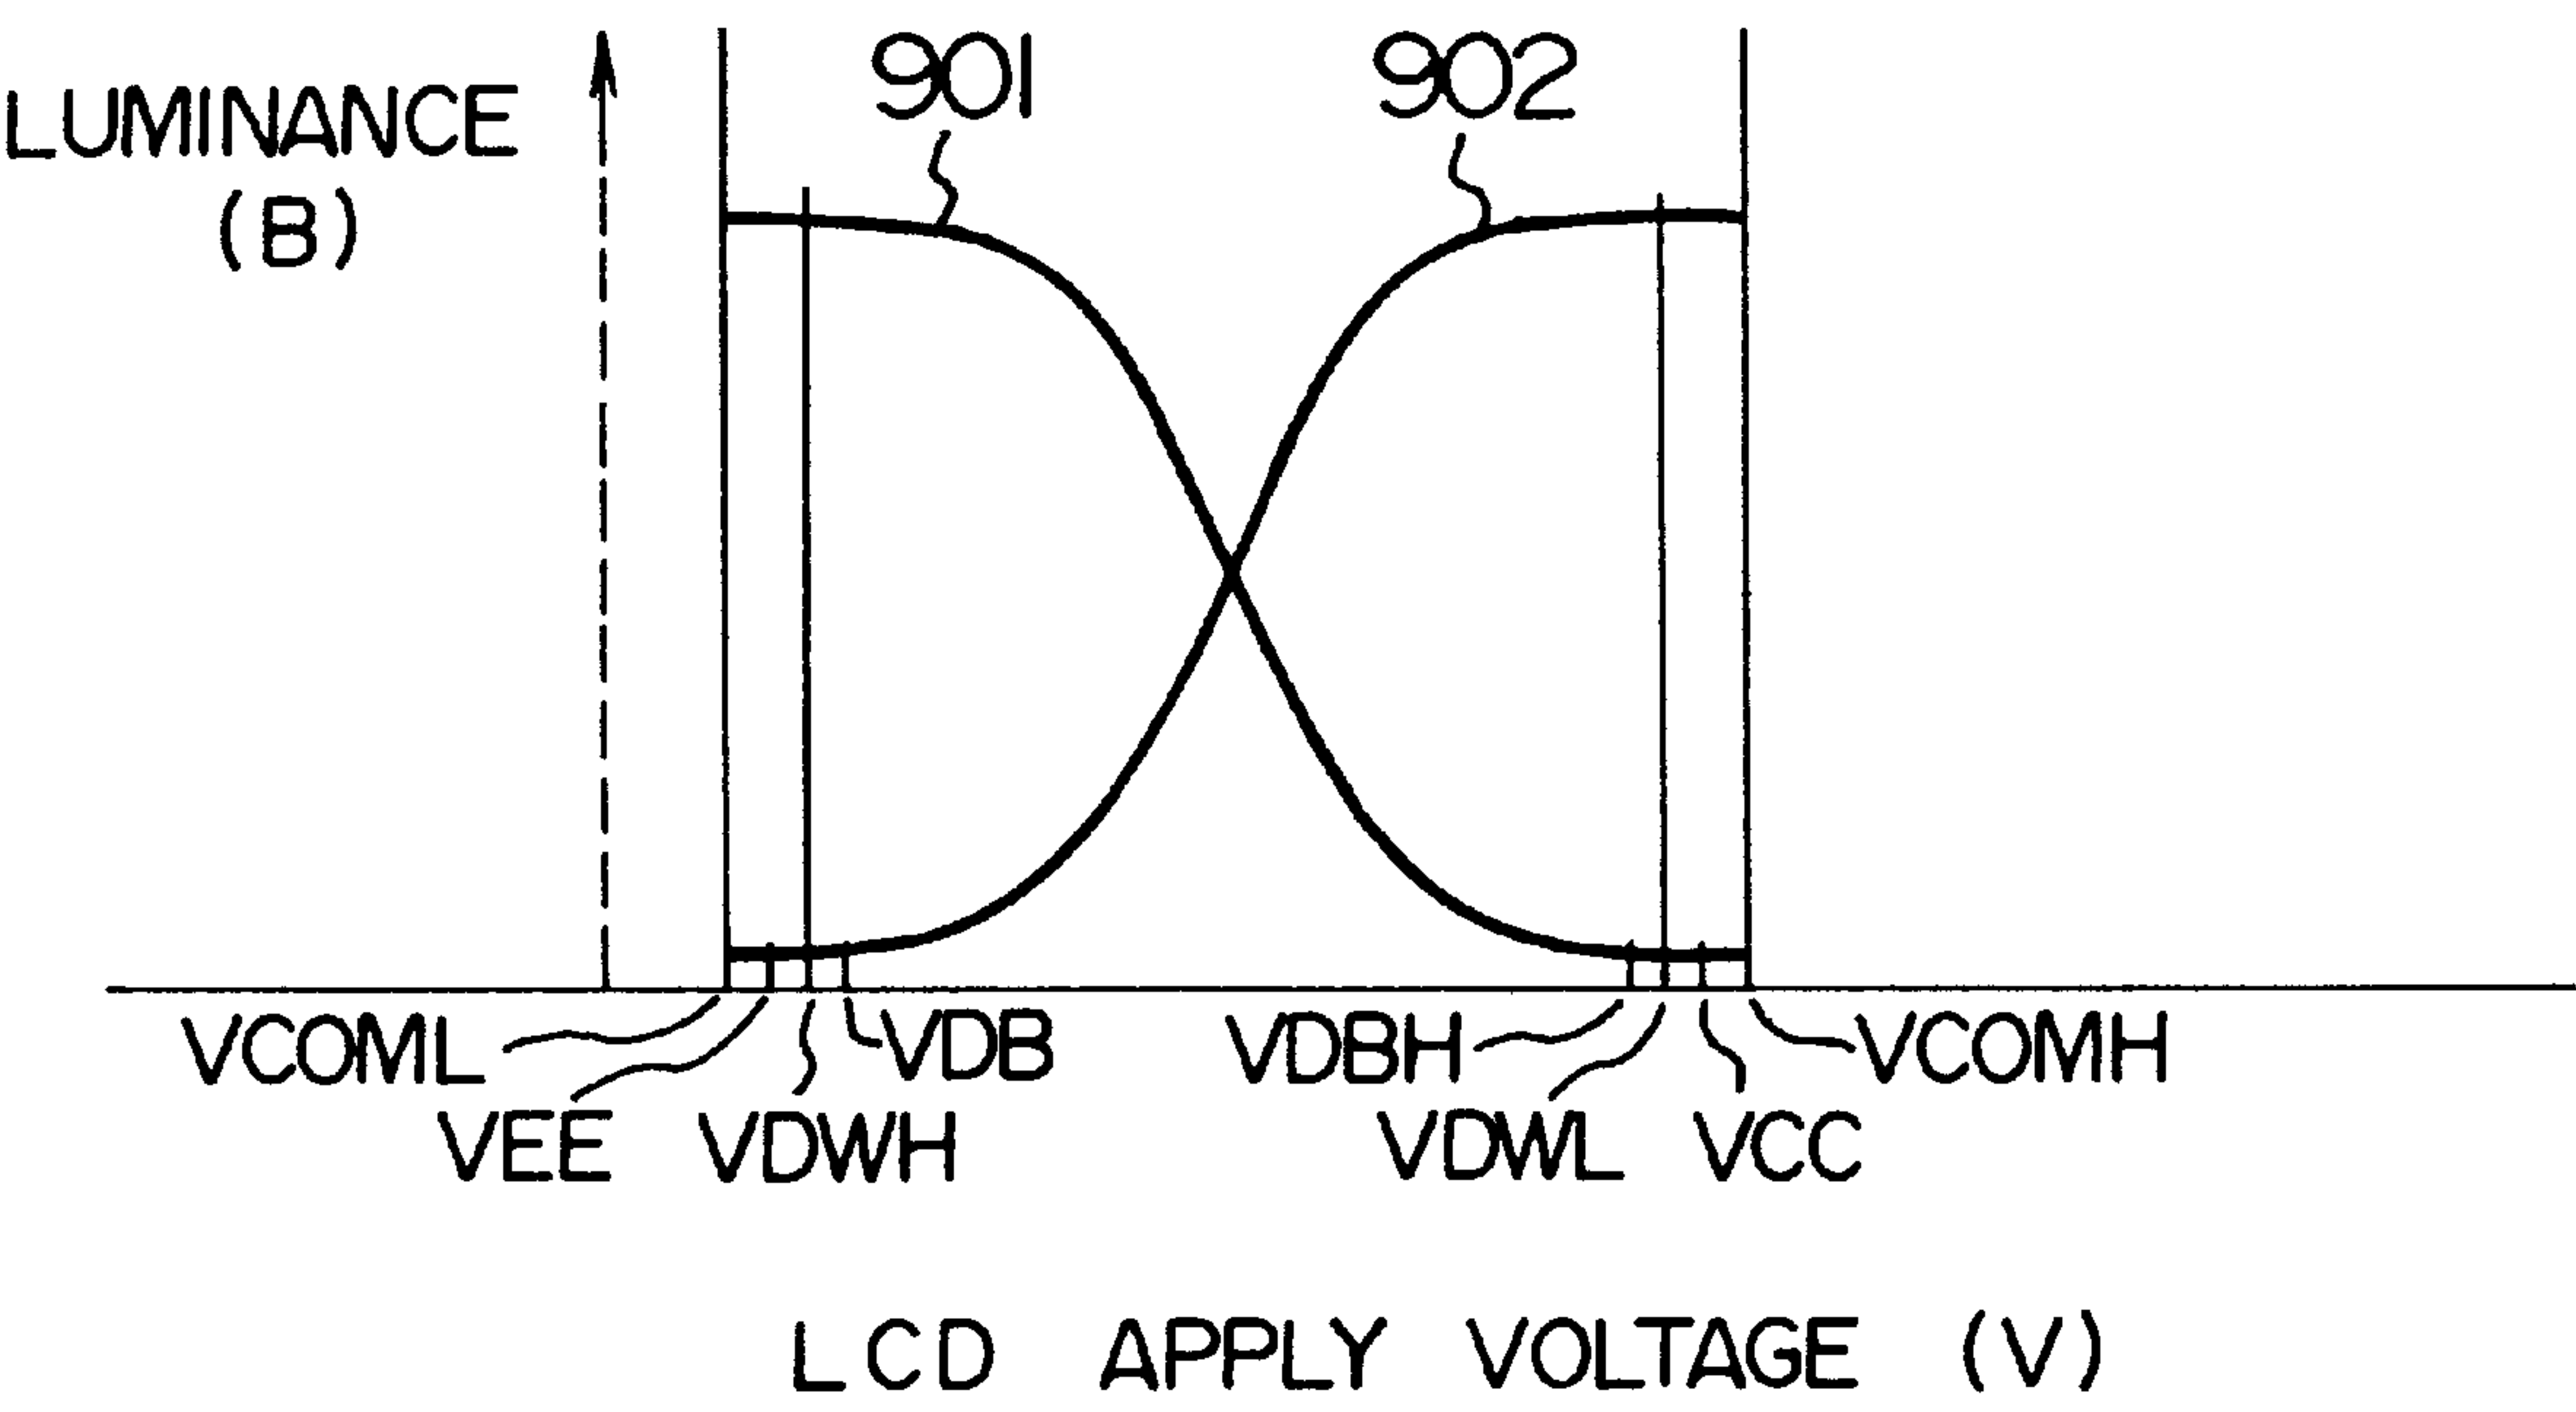 LUMINANCE
(B)
901
902
VCOML
VDB
VDBH
VCOMH
VEE
VDWH
VDWL
VCC
LCD APPLY VOLTAGE (V)